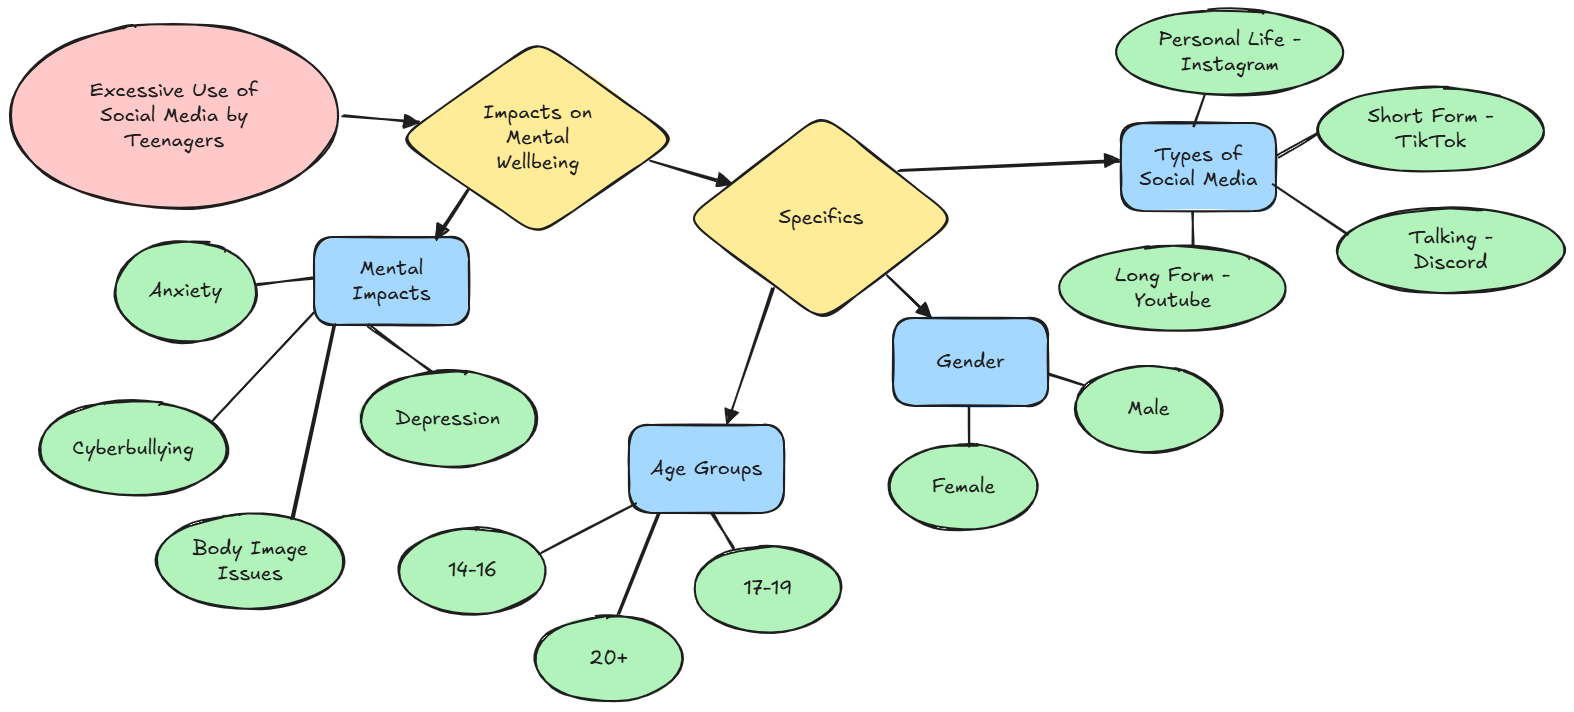 Excessive Use of
Social Media by
Teenagers
Impacts on
Mental
Wellbeing
Specifics
Types of
Social Media
Personal Life -
Instagram
Short Form -
TikTok
Talking -
Discord
Long Form -
Youtube
Mental
Impacts
Anxiety
Cyberbullying
Body Image
Issues
Depression
Gender
Male
Female
Age Groups
14-16
20+
17-19